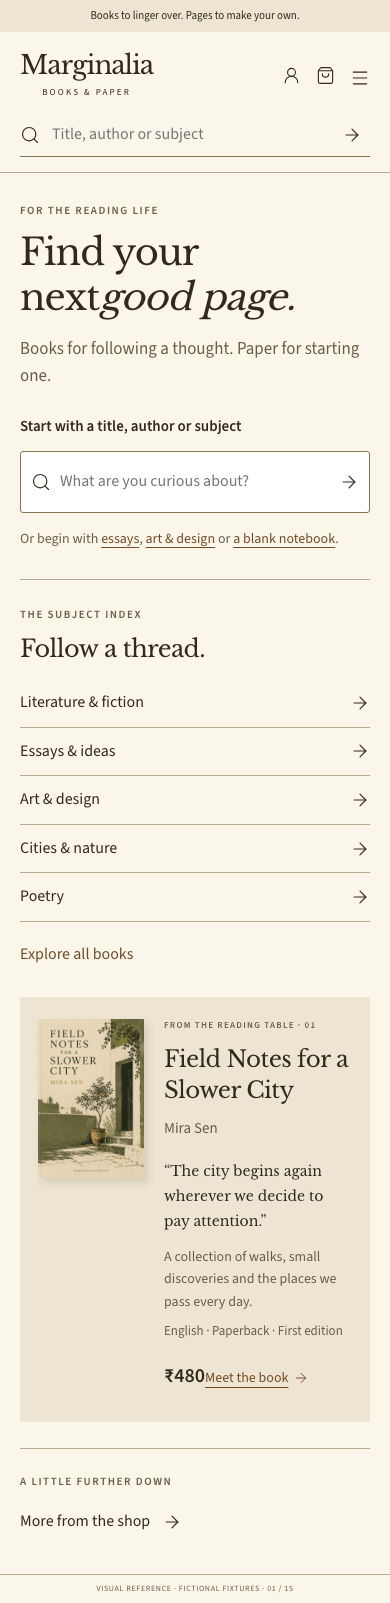 Books to linger over. Pages to make your own.
Marginalia
BOOKS & PAPER
Title, author or subject
FOR THE READING LIFE
Find your
nextgood page.
Books for following a thought. Paper for starting
one.
Start with a title, author or subject
What are you curious about?
Or begin with essays, art & design or a blank notebook.
THE SUBJECT INDEX
Follow a thread.
Literature & fiction
Essays & ideas
Art & design
Cities & nature
Poetry
Explore all books
FIELD
NOTES
FOR A
SLOWER
CITY
MIRA SEN
FROM THE READING TABLE · 01
Field Notes for a
Slower City
Mira Sen
“The city begins again
wherever we decide to
pay attention.”
A collection of walks, small
discoveries and the places we
pass every day.
English · Paperback · First edition
₹480Meet the book
A LITTLE FURTHER DOWN
More from the shop
VISUAL REFERENCE · FICTIONAL FIXTURES · 01 / 15